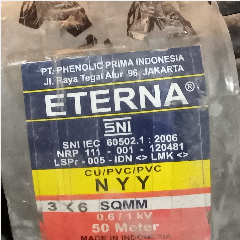 PT. PHENOLIC PRIMA INDONESIA
Jl. Raya Tegal Alur 96, JAKARTA
ETERNA®
SNI
SNI IEC 60502.1 : 2006
NRP 111 - 001 - 120481
LSPr - 005 - IDN <> LMK <>
CU/PVC/PVC
NYY
3 x 6 SQMM
0.6 / 1 kV
50 Meter
MADE IN INDONESIA